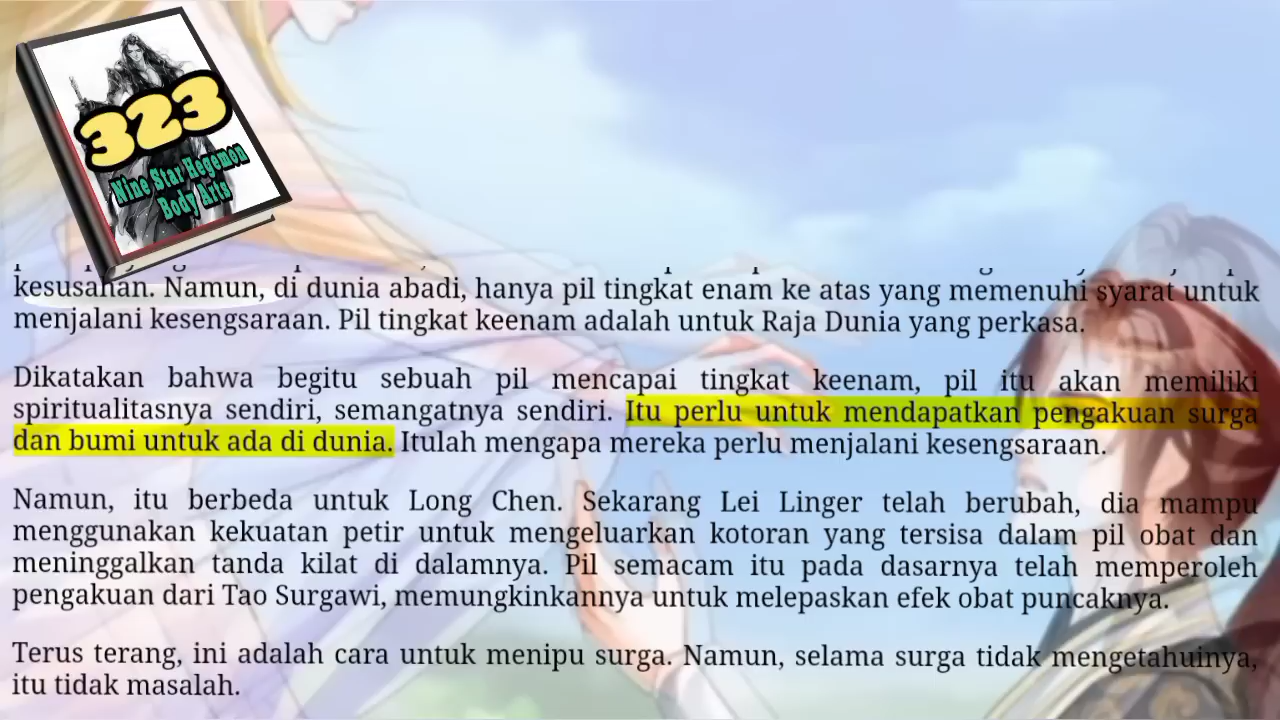 323
Nine Star Hegemon
Body Arts
kesusahan. Namun, di dunia abadi, hanya pil tingkat enam ke atas yang memenuhi syarat untuk
menjalani kesengsaraan. Pil tingkat keenam adalah untuk Raja Dunia yang perkasa.
Dikatakan bahwa begitu sebuah pil mencapai tingkat keenam, pil itu akan memiliki
spiritualitasnya sendiri, semangatnya sendiri. Itu perlu untuk mendapatkan pengakuan surga
dan bumi untuk ada di dunia. Itulah mengapa mereka perlu menjalani kesengsaraan.
Namun, itu berbeda untuk Long Chen. Sekarang Lei Linger telah berubah, dia mampu
menggunakan kekuatan petir untuk mengeluarkan kotoran yang tersisa dalam pil obat dan
meninggalkan tanda kilat di dalamnya. Pil semacam itu pada dasarnya telah memperoleh
pengakuan dari Tao Surgawi, memungkinkannya untuk melepaskan efek obat puncaknya.
Terus terang, ini adalah cara untuk menipu surga. Namun, selama surga tidak mengetahuinya,
itu tidak masalah.